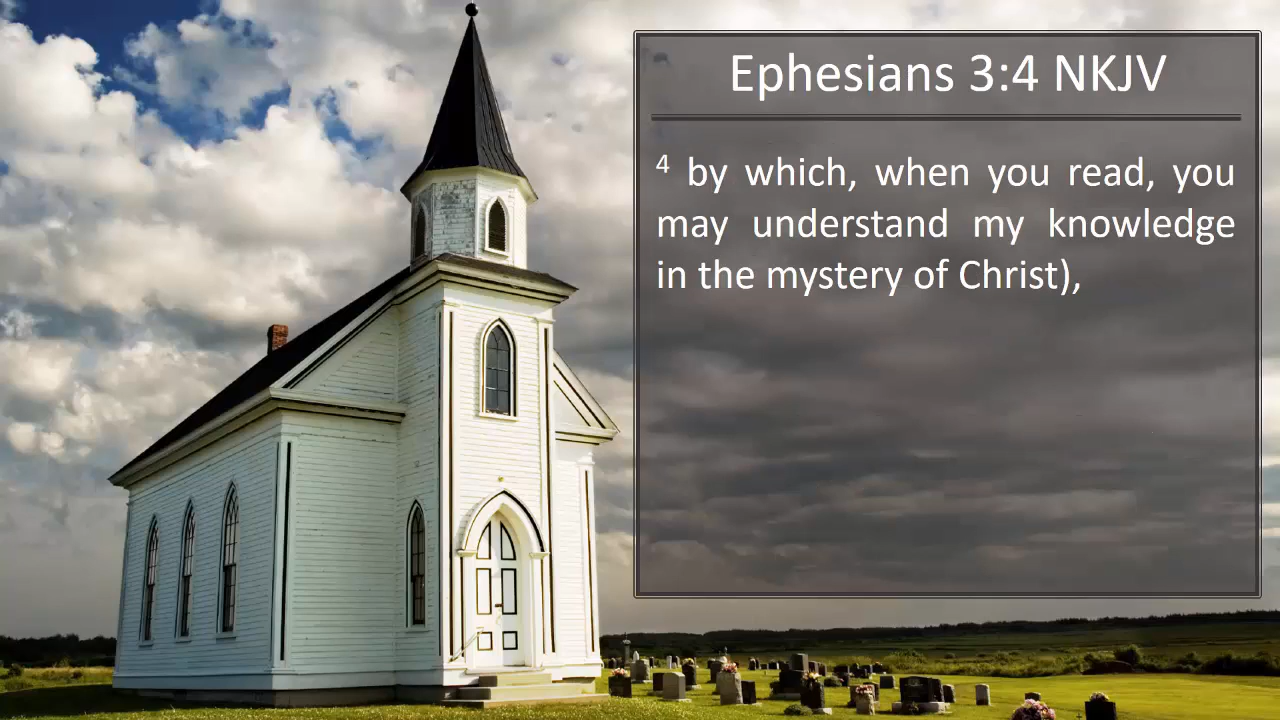 Ephesians 3:4 NKJV
4 by which, when you read, you
may understand my knowledge
in the mystery of Christ),